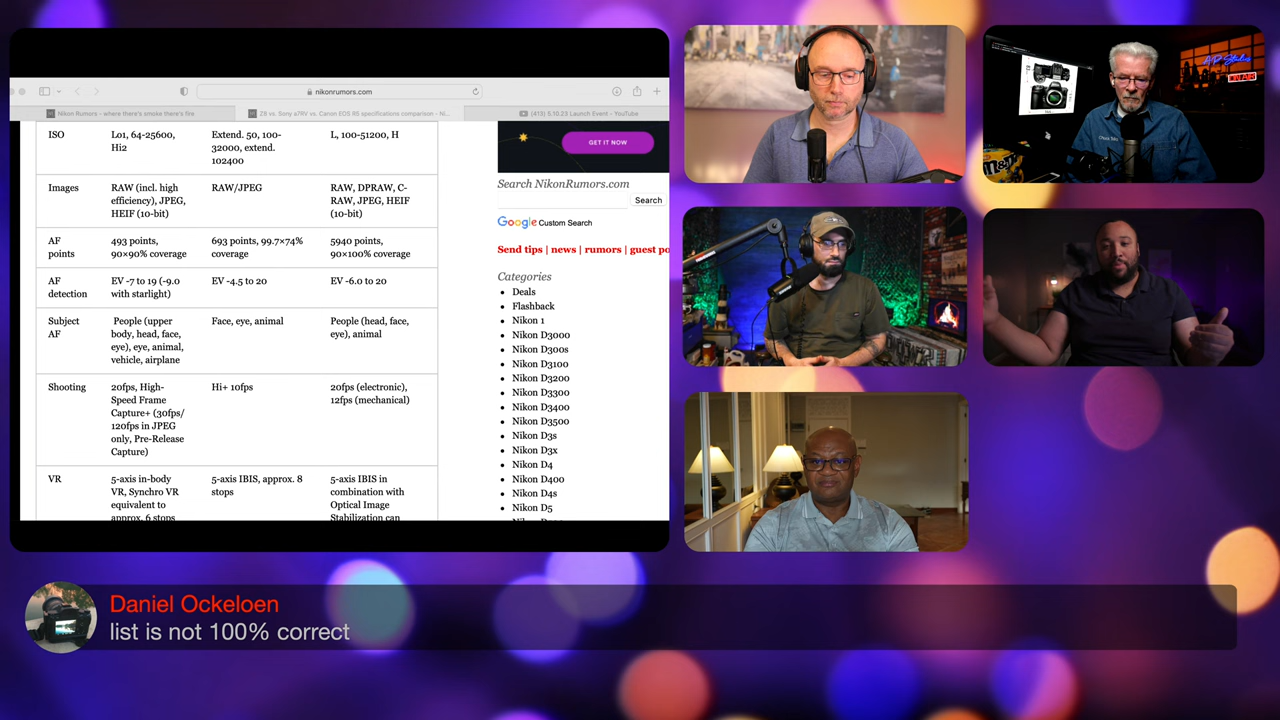 nikonrumors.com
Nikon Rumors - where there's smoke there's fire
Z8 vs. Sony a7RV vs. Canon EOS R5 specifications comparison - Ni...
(413) 5.10.23 Launch Event - YouTube
ISO
Lo1, 64-25600,
Hi2
Extend. 50, 100-
32000, extend.
102400
L, 100-51200, H
Images
RAW (incl. high
efficiency), JPEG,
HEIF (10-bit)
RAW/JPEG
RAW, DPRAW, C-
RAW, JPEG, HEIF
(10-bit)
AF
points
493 points,
90×90% coverage
693 points, 99.7×74%
coverage
5940 points,
90×100% coverage
AF
detection
EV -7 to 19 (-9.0
with starlight)
EV -4.5 to 20
EV -6.0 to 20
Subject
AF
People (upper
body, head, face,
eye), eye, animal,
vehicle, airplane
Face, eye, animal
People (head, face,
eye), animal
Shooting
20fps, High-
Speed Frame
Capture+ (30fps/
120fps in JPEG
only, Pre-Release
Capture)
Hi+ 10fps
20fps (electronic),
12fps (mechanical)
VR
5-axis in-body
VR, Synchro VR
equivalent to
approx. 6 stops
5-axis IBIS, approx. 8
stops
5-axis IBIS in
combination with
Optical Image
Stabilization can
GET IT NOW
Search NikonRumors.com
Search
Google Custom Search
Send tips | news | rumors | guest po
Categories
Deals
Flashback
Nikon 1
Nikon D3000
Nikon D300s
Nikon D3100
Nikon D3200
Nikon D3300
Nikon D3400
Nikon D3500
Nikon D3s
Nikon D3x
Nikon D4
Nikon D400
Nikon D4s
Nikon D5
ON AIR
Daniel Ockeloen
list is not 100% correct